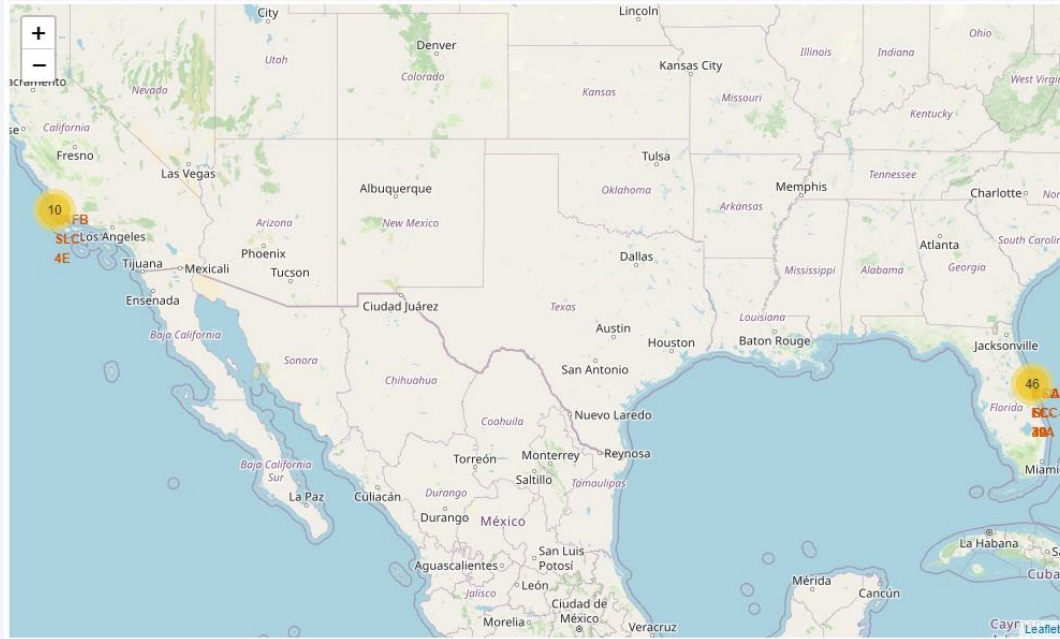 City
Lincoln
+
−
Denver
Ohio
Utah
Illinois
Indiana
Kansas City
Colorado
West Virgin
Nevada
Kansas
Missouri
Kentucky
California
Fresno
Las Vegas
Tulsa
Tennessee
Albuquerque
Oklahoma
Memphis
Charlotte
Arkansas
10
AFB
Arizona
New Mexico
SLC
Los Angeles
South Carolin
Atlanta
4E
Phoenix
Dallas
Tijuana
Mexicali
Tucson
Mississippi
Alabama
Georgia
Ensenada
Ciudad Juárez
Texas
Louisiana
Baja California
Austin
Houston
Baton Rouge
Jacksonville
Sonora
San Antonio
Chihuahua
46
Florida
Nuevo Laredo
Coahuila
Reynosa
Torreón
Monterrey
Baja California
Sur
Saltillo
Tamaulipas
Miami
La Paz
Culiacán
Durango
Durango
México
La Habana
San Luis
Potosí
Aguascalientes
Cuba
Mérida
León
Cancún
Jalisco
Ciudad de
México
Morelia
Veracruz
Leaflet